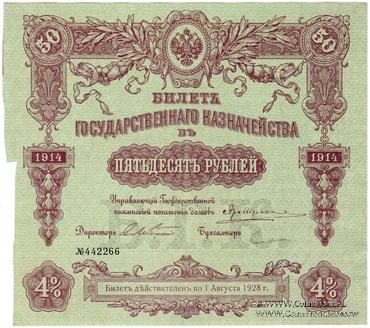 50 50
БИЛЕТЪ
ГОСУДАРСТВЕННАГО КАЗНАЧЕЙСТВА
ВЪ
1914 ПЯТЬДЕСЯТЪ РУБЛЕЙ 1914
Управляющій Государственной
коммисіей погашенія долговъ
Директоръ Бухгалтеръ
№442266
4% Билетъ дѣйствителенъ по 1 Августа 1928 г. 4%